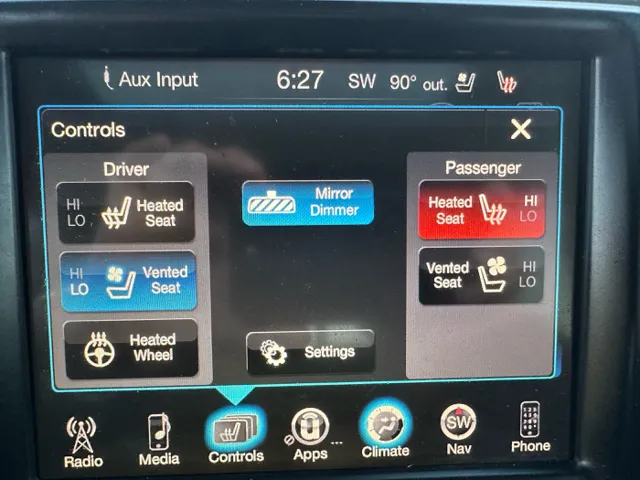 Aux Input 6:27 SW 90° out.
Controls
Driver
Passenger
HI
LO
Heated
Seat
Mirror
Dimmer
Heated
Seat
HI
LO
HI
LO
Vented
Seat
Vented
Seat
HI
LO
Heated
Wheel
Settings
Radio
Media
Controls
Apps
Climate
SW
Nav
Phone